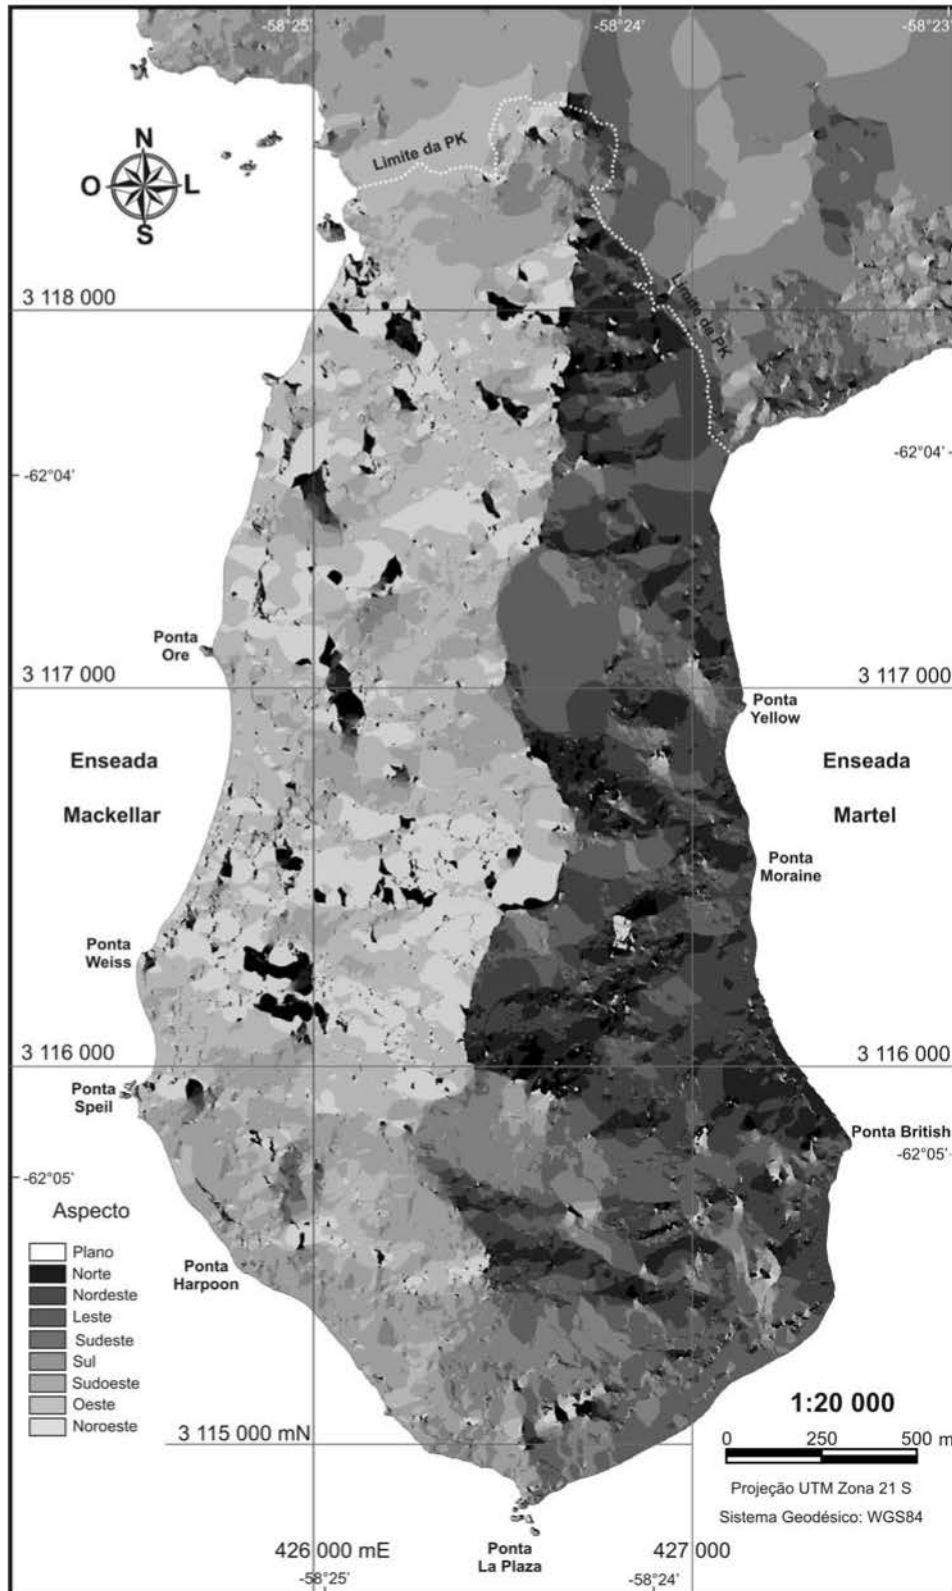 -58°25'
-58°24'
-58°23'
N
O
L
S
Limite da PK
Limite da PK
3 118 000
-62°04'
-62°04'
Ponta
Ore
3 117 000
3 117 000
Ponta
Yellow
Enseada
Mackellar
Enseada
Martel
Ponta
Moraine
Ponta
Weiss
3 116 000
3 116 000
Ponta
Speil
Ponta British
-62°05'
-62°05'
Aspecto
Plano
Norte
Nordeste
Leste
Sudeste
Sul
Sudoeste
Oeste
Noroeste
Ponta
Harpoon
3 115 000 mN
1:20 000
0 250 500 m
Projeção UTM Zona 21 S
Sistema Geodésico: WGS84
Ponta
La Plaza
426 000 mE
427 000
-58°25'
-58°24'